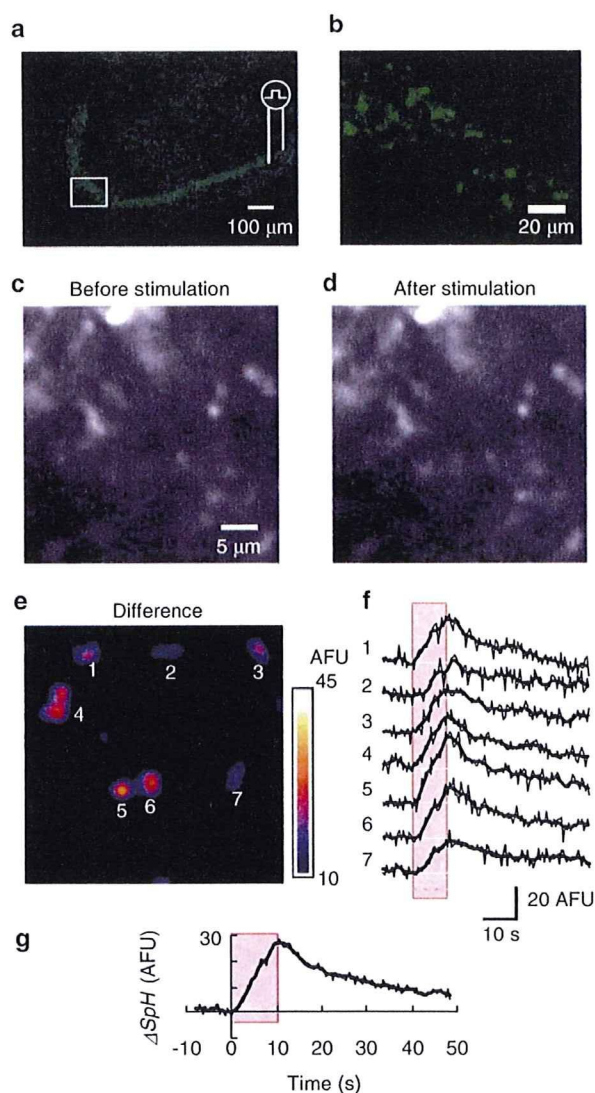 a
b
100 μm
20 μm
c Before stimulation
d After stimulation
5 μm
e Difference
f
AFU
45
10
1
2
3
4
5
6
7
1
2
3
4
5
6
7
20 AFU
10 s
g
ΔSpH (AFU)
30
0
-10 0 10 20 30 40 50
Time (s)